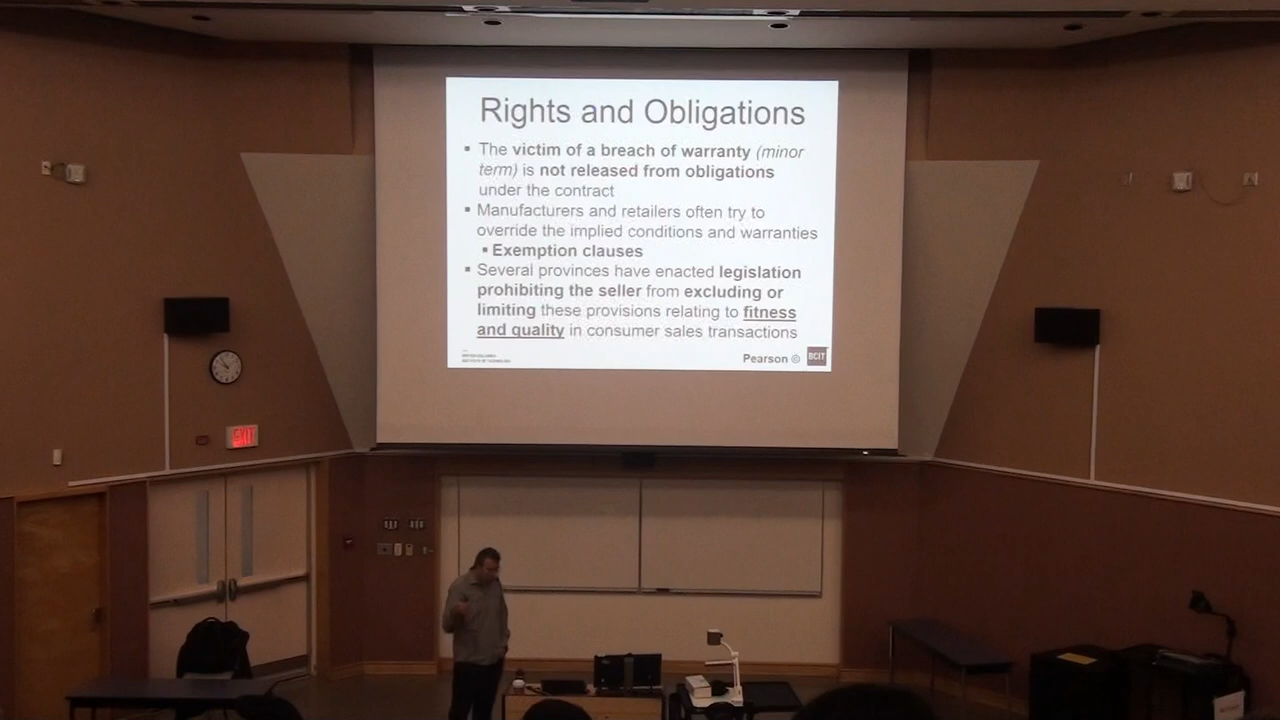 Rights and Obligations
▪ The victim of a breach of warranty (minor
term) is not released from obligations
under the contract
▪ Manufacturers and retailers often try to
override the implied conditions and warranties
▪ Exemption clauses
▪ Several provinces have enacted legislation
prohibiting the seller from excluding or
limiting these provisions relating to fitness
and quality in consumer sales transactions
Pearson © BCIT
EXIT